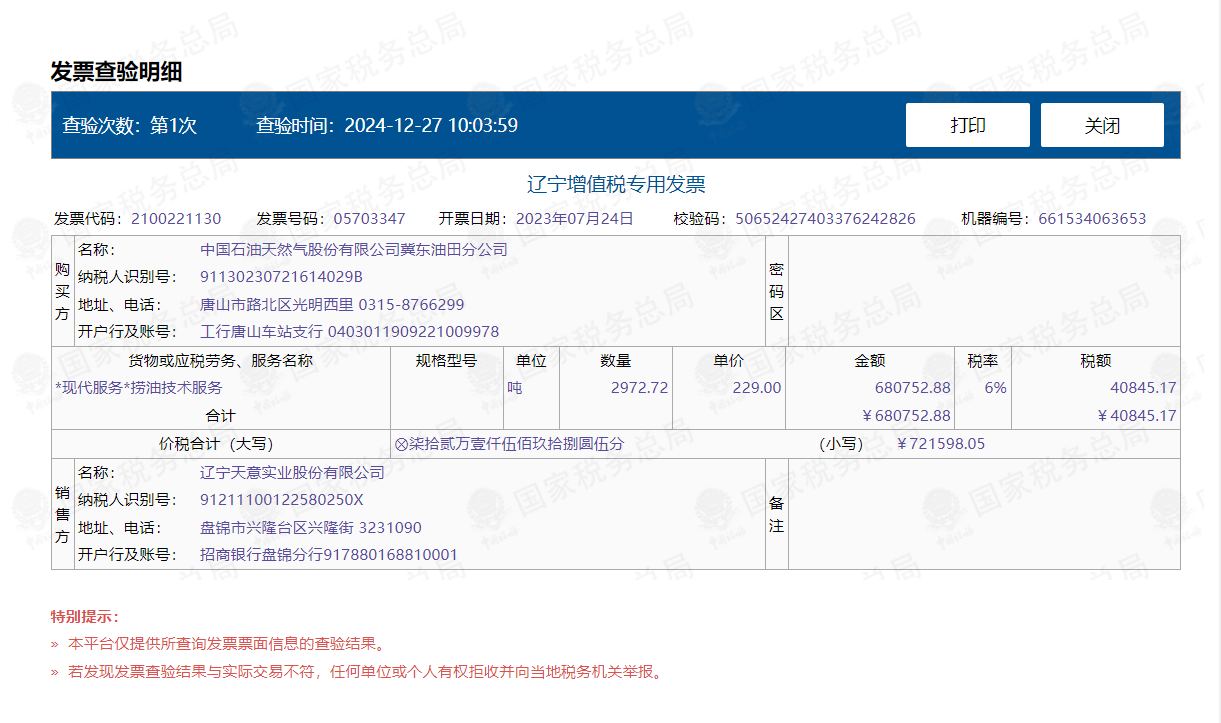 发票查验明细
查验次数：第1次 查验时间：2024-12-27 10:03:59 打印 关闭
辽宁增值税专用发票
发票代码：2100221130 发票号码：05703347 开票日期：2023年07月24日 校验码：50652427403376242826 机器编号：661534063653
购买方
名称： 中国石油天然气股份有限公司冀东油田分公司
纳税人识别号： 91130230721614029B
地址、电话： 唐山市路北区光明西里 0315-8766299
开户行及账号： 工行唐山车站支行 0403011909221009978
密码区
货物或应税劳务、服务名称 规格型号 单位 数量 单价 金额 税率 税额
*现代服务*捞油技术服务 吨 2972.72 229.00 680752.88 6% 40845.17
合计 ￥680752.88 ￥40845.17
价税合计（大写） ⊗柒拾贰万壹仟伍佰玖拾捌圆伍分 （小写） ￥721598.05
销售方
名称： 辽宁天意实业股份有限公司
纳税人识别号： 91211100122580250X
地址、电话： 盘锦市兴隆台区兴隆街 3231090
开户行及账号： 招商银行盘锦分行917880168810001
备注
特别提示：
» 本平台仅提供所查询发票票面信息的查验结果。
» 若发现发票查验结果与实际交易不符，任何单位或个人有权拒收并向当地税务机关举报。
国家税务总局